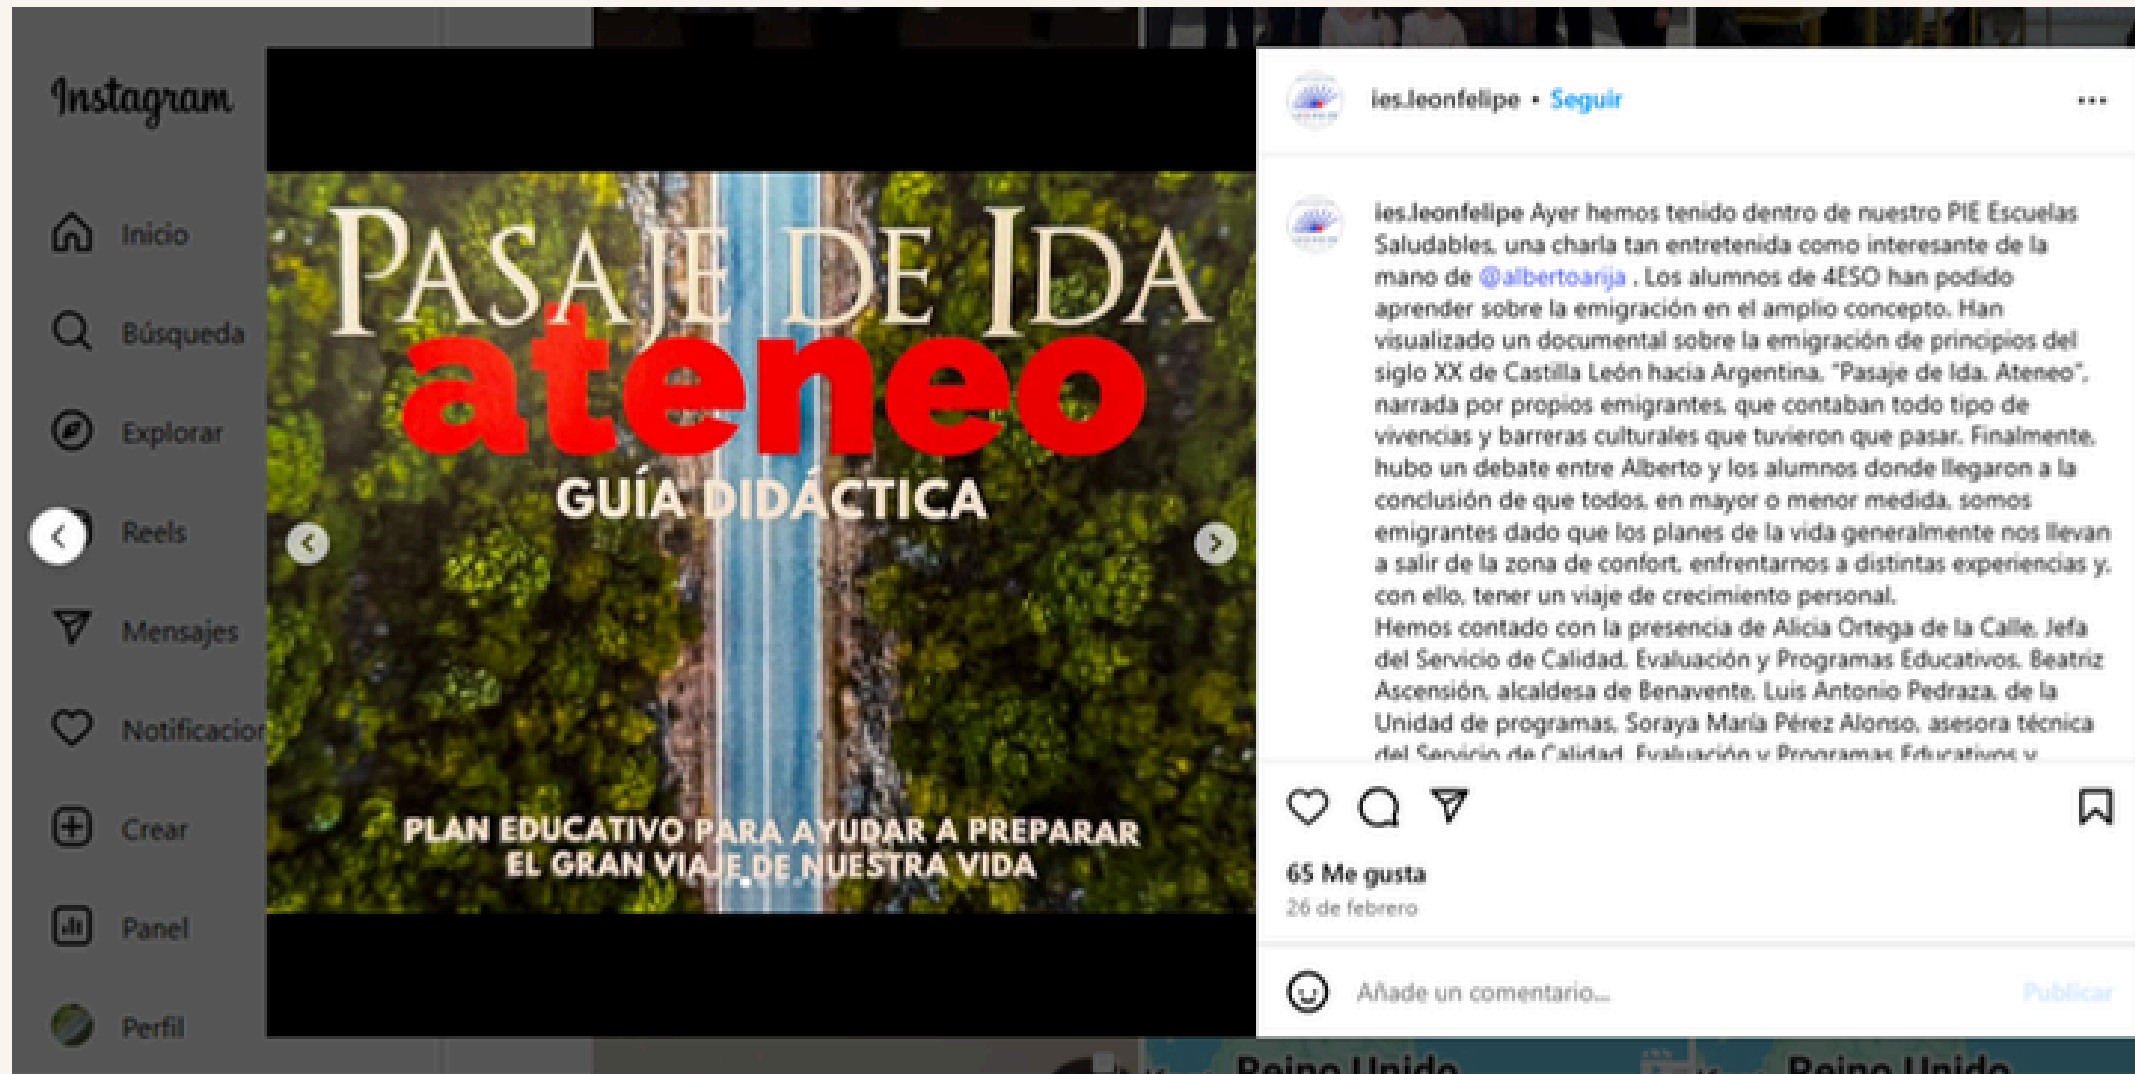 Instagram
Inicio
Búsqueda
Explorar
Reels
Mensajes
Notificacion
Crear
Panel
Perfil
PASAJE DE IDA
ateneo
GUÍA DIDÁCTICA
PLAN EDUCATIVO PARA AYUDAR A PREPARAR
EL GRAN VIAJE DE NUESTRA VIDA
ies.leonfelipe • Seguir
ies.leonfelipe Ayer hemos tenido dentro de nuestro PIE Escuelas
Saludables, una charla tan entretenida como interesante de la
mano de @albertoarija . Los alumnos de 4ESO han podido
aprender sobre la emigración en el amplio concepto. Han
visualizado un documental sobre la emigración de principios del
siglo XX de Castilla León hacia Argentina, "Pasaje de Ida. Ateneo",
narrada por propios emigrantes, que contaban todo tipo de
vivencias y barreras culturales que tuvieron que pasar. Finalmente,
hubo un debate entre Alberto y los alumnos donde llegaron a la
conclusión de que todos, en mayor o menor medida, somos
emigrantes dado que los planes de la vida generalmente nos llevan
a salir de la zona de confort, enfrentarnos a distintas experiencias y,
con ello, tener un viaje de crecimiento personal.
Hemos contado con la presencia de Alicia Ortega de la Calle, Jefa
del Servicio de Calidad, Evaluación y Programas Educativos, Beatriz
Ascensión, alcaldesa de Benavente, Luis Antonio Pedraza, de la
Unidad de programas, Soraya María Pérez Alonso, asesora técnica
del Servicio de Calidad, Evaluación y Programas Educativos y
65 Me gusta
26 de febrero
Añade un comentario...
Publicar
Reino Unido
Reino Unido